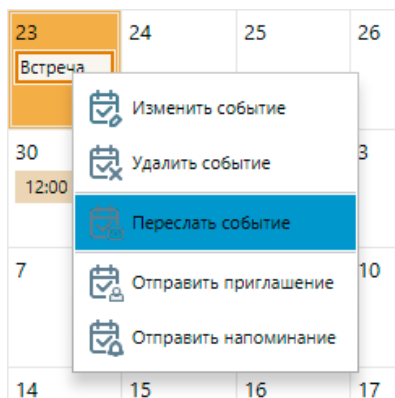 23 24 25 26
Встреча
Изменить событие
30 3
Удалить событие
12:00
Переслать событие
7 10
Отправить приглашение
Отправить напоминание
14 15 16 17